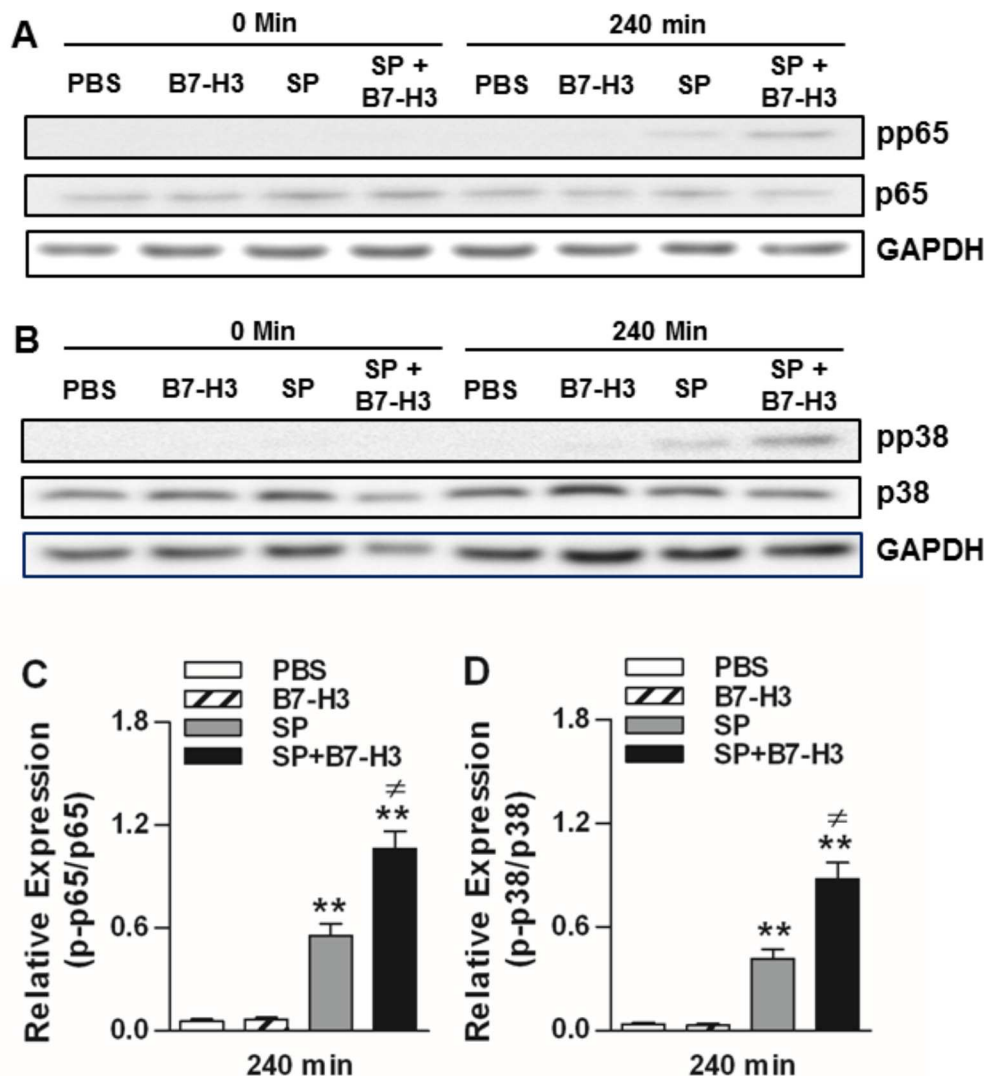 A
0 Min
240 min
PBS
B7-H3
SP
SP +
B7-H3
PBS
B7-H3
SP
SP +
B7-H3
pp65
p65
GAPDH
B
0 Min
240 Min
PBS
B7-H3
SP
SP +
B7-H3
PBS
B7-H3
SP
SP +
B7-H3
pp38
p38
GAPDH
C
PBS
B7-H3
SP
SP+B7-H3
Relative Expression
(p-p65/p65)
1.8
1.2
0.6
0.0
**
≠
**
240 min
D
PBS
B7-H3
SP
SP+B7-H3
Relative Expression
(p-p38/p38)
1.8
1.2
0.6
0.0
**
≠
**
240 min